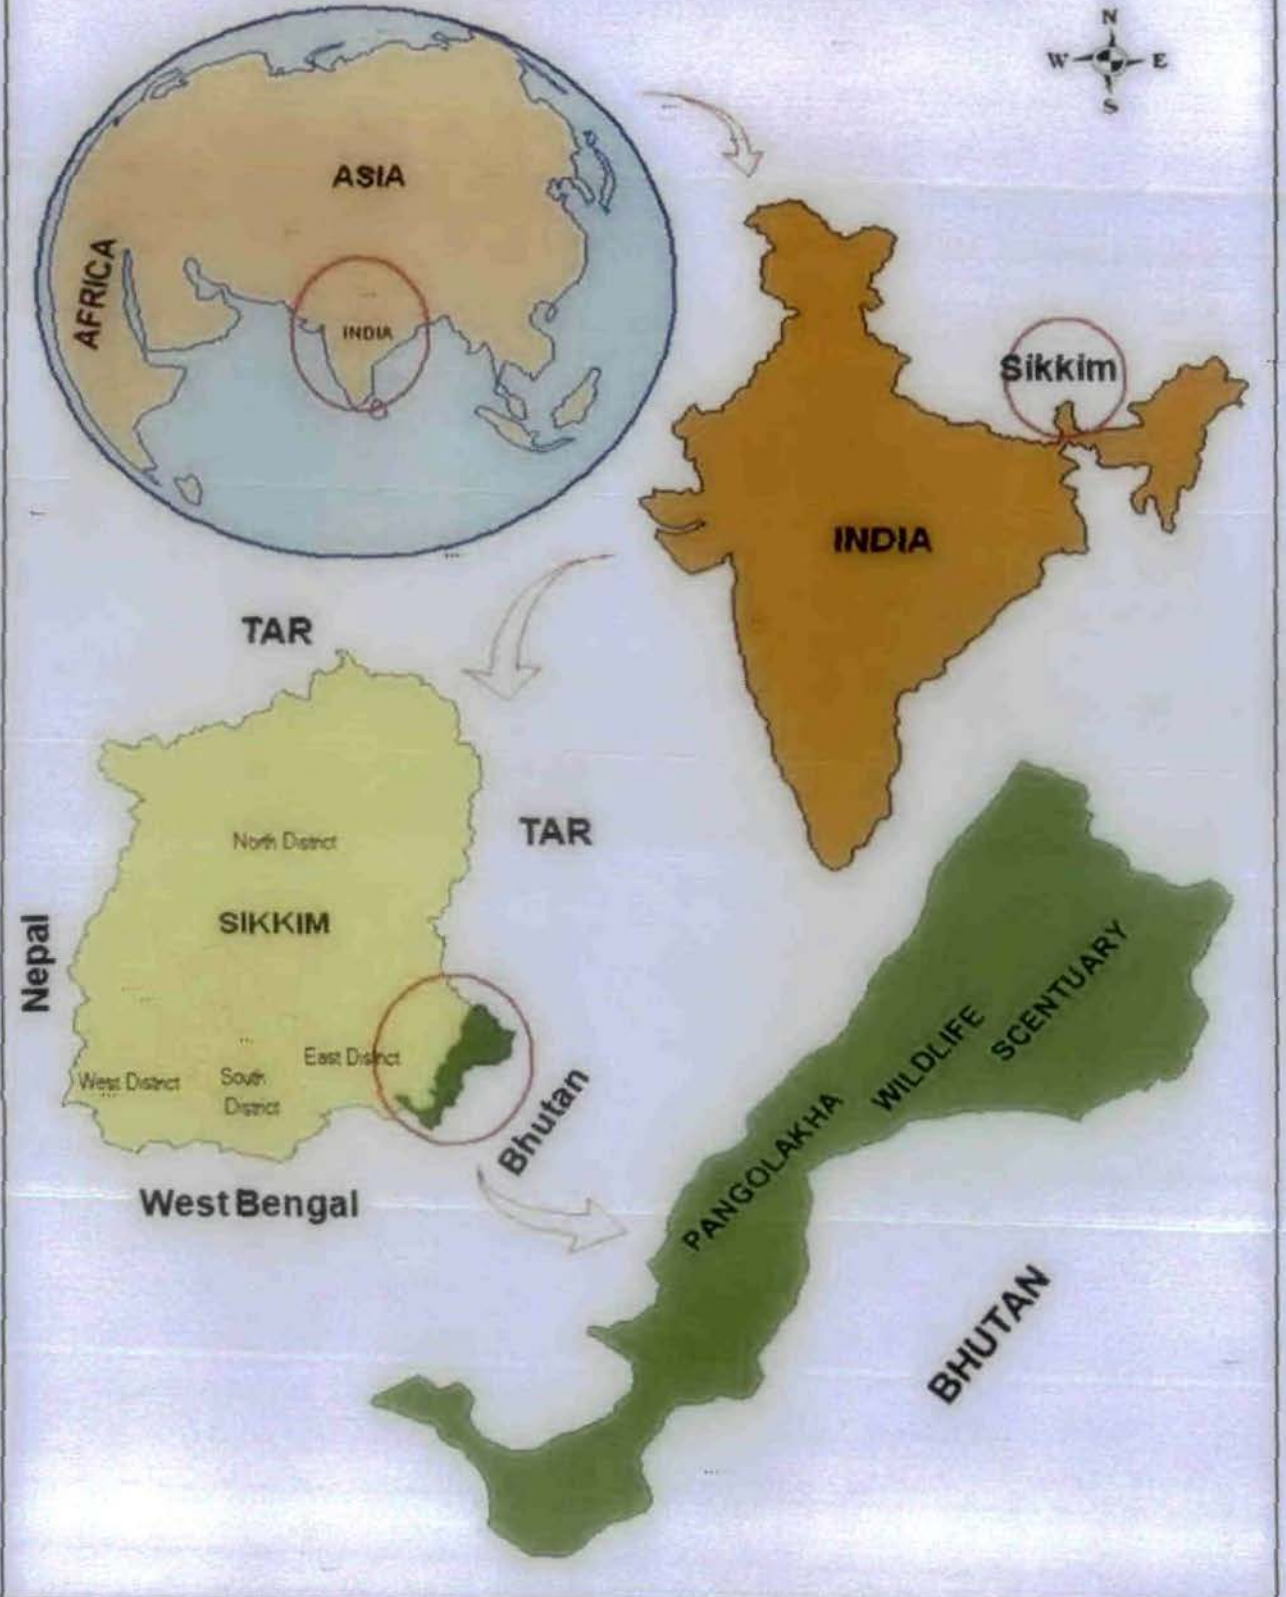 N
W E
S
ASIA
AFRICA
INDIA
Sikkim
INDIA
TAR
TAR
North District
SIKKIM
Nepal
East District
West District
South
District
Bhutan
West Bengal
PANGOLAKHA WILDLIFE SCENTUARY
BHUTAN